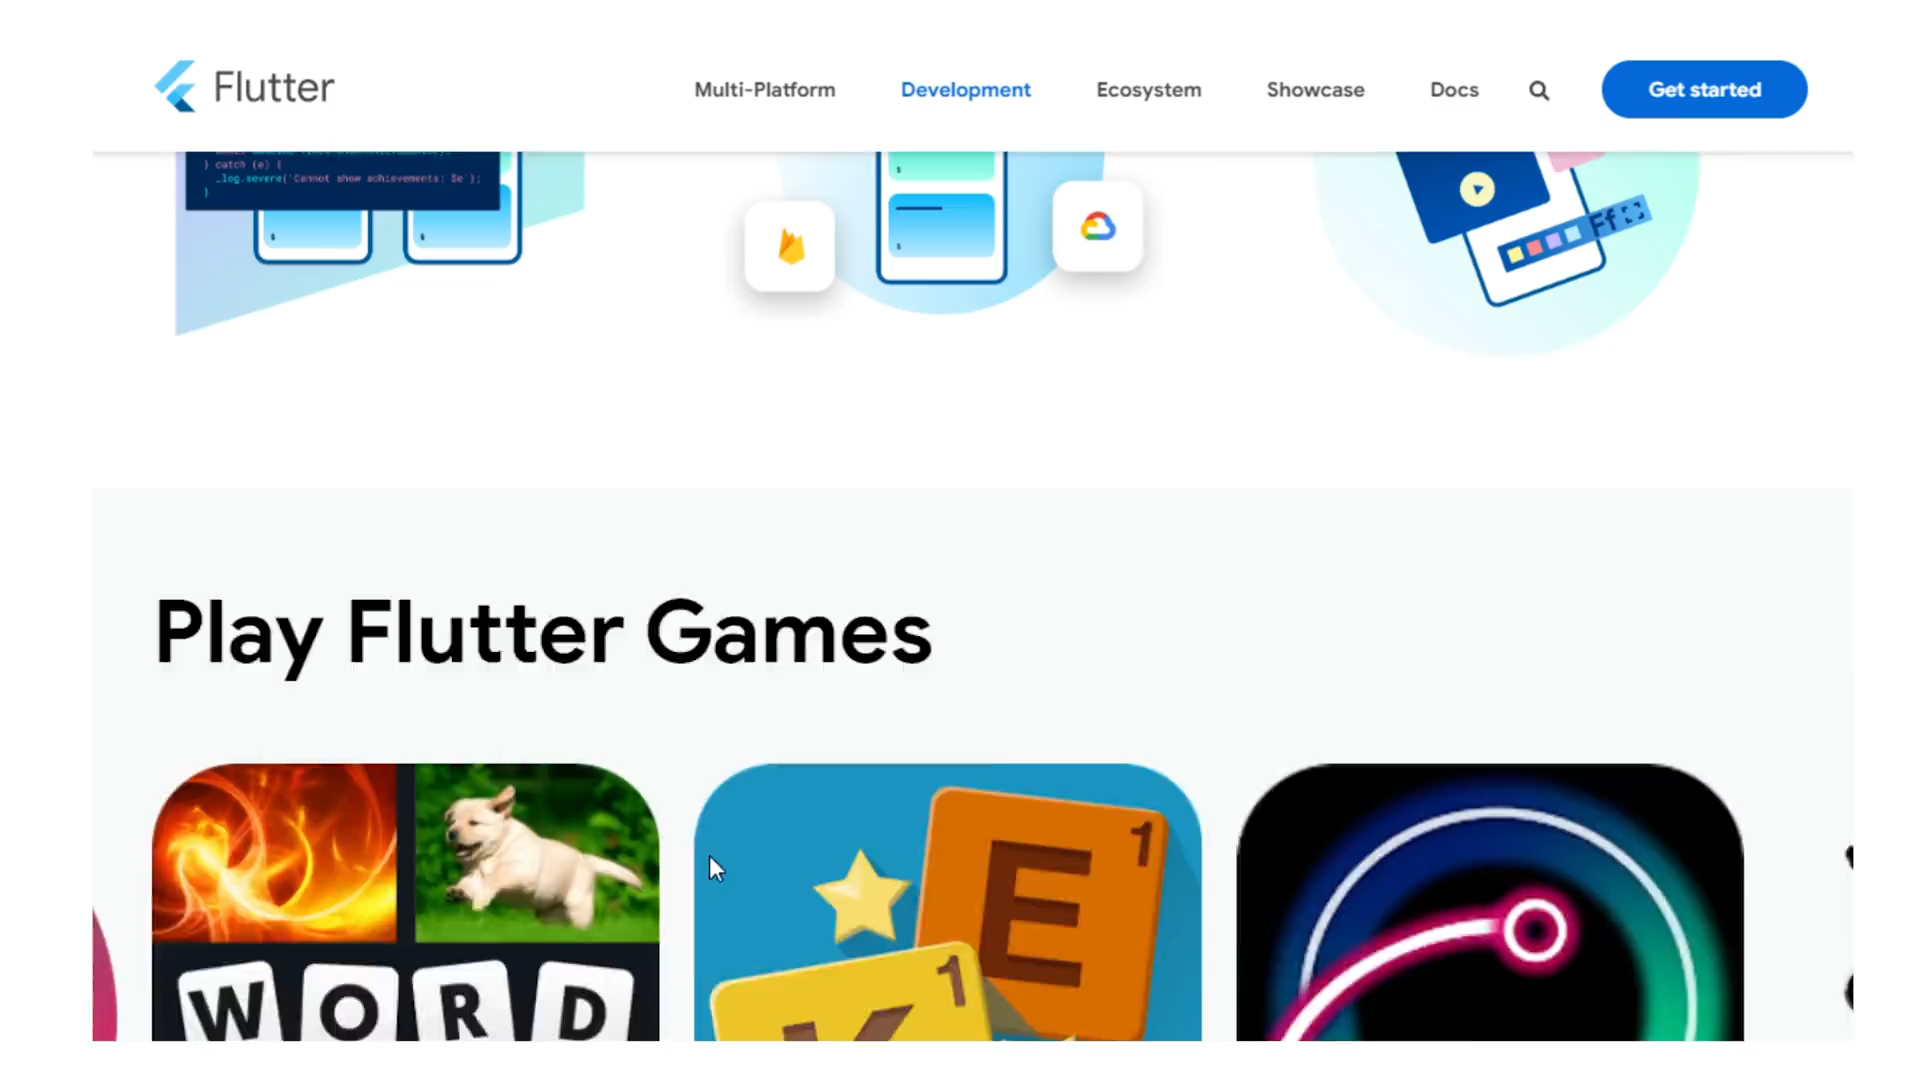 Flutter
Multi-Platform Development Ecosystem Showcase Docs Get started
} catch (e) {
_log.severe('Cannot show achievements: $e');
}
$ $ $ $
Ff
Play Flutter Games
E 1
K 1
W O R D